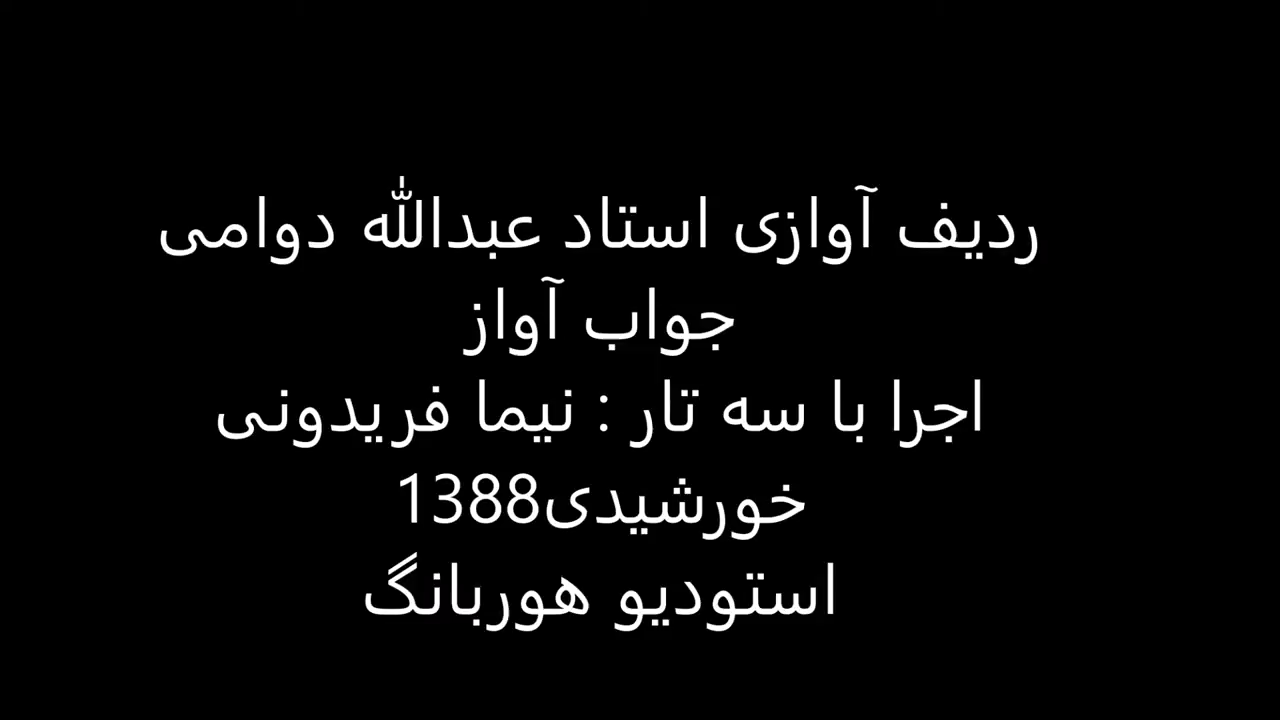 ردیف آوازی استاد عبدالله دوامی
جواب آواز
اجرا با سه تار : نیما فریدونی
خورشیدی1388
استودیو هوربانگ